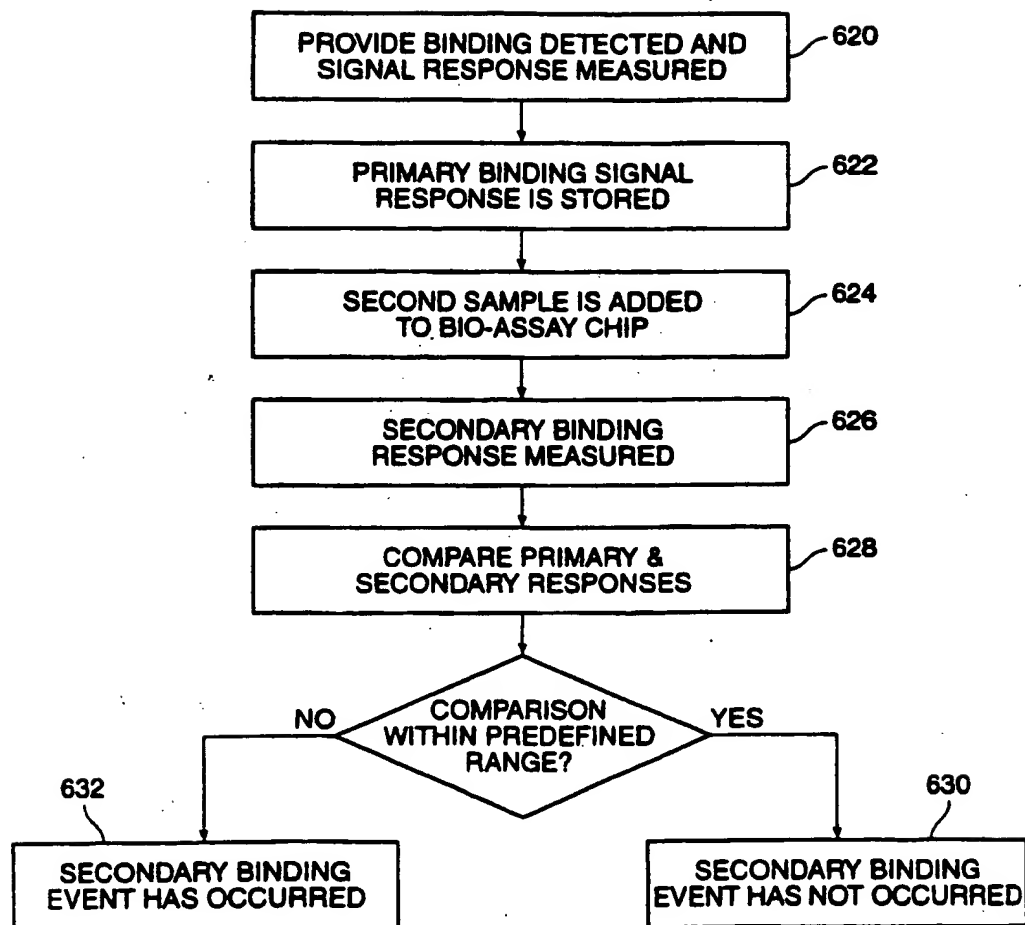 PROVIDE BINDING DETECTED AND
SIGNAL RESPONSE MEASURED
620
PRIMARY BINDING SIGNAL
RESPONSE IS STORED
622
SECOND SAMPLE IS ADDED
TO BIO-ASSAY CHIP
624
SECONDARY BINDING
RESPONSE MEASURED
626
COMPARE PRIMARY &
SECONDARY RESPONSES
628
NO
COMPARISON
WITHIN PREDEFINED
RANGE?
YES
632
SECONDARY BINDING
EVENT HAS OCCURRED
630
SECONDARY BINDING
EVENT HAS NOT OCCURRED